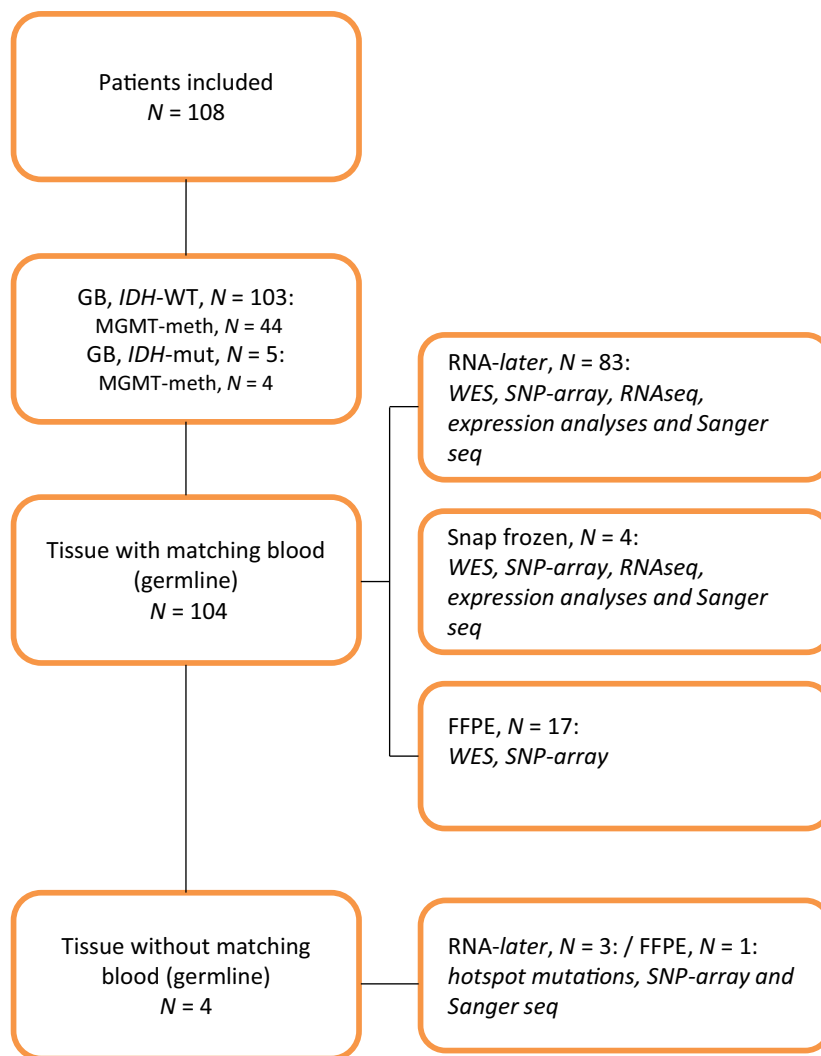 Patients included
N = 108
GB, IDH-WT, N = 103:
MGMT-meth, N = 44
GB, IDH-mut, N = 5:
MGMT-meth, N = 4
RNA-later, N = 83:
WES, SNP-array, RNAseq,
expression analyses and Sanger
seq
Tissue with matching blood
(germline)
N = 104
Snap frozen, N = 4:
WES, SNP-array, RNAseq,
expression analyses and Sanger
seq
FFPE, N = 17:
WES, SNP-array
Tissue without matching
blood (germline)
N = 4
RNA-later, N = 3: / FFPE, N = 1:
hotspot mutations, SNP-array and
Sanger seq